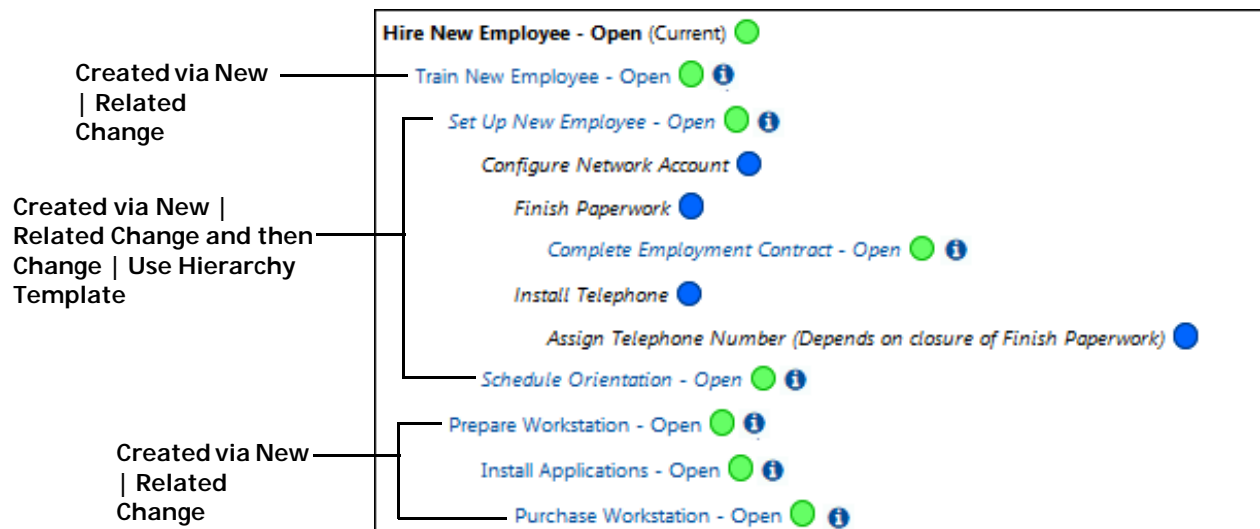 Hire New Employee - Open (Current)
Created via New
| Related
Change
Train New Employee - Open
Set Up New Employee - Open
Configure Network Account
Created via New |
Related Change and then
Change | Use Hierarchy
Template
Finish Paperwork
Complete Employment Contract - Open
Install Telephone
Assign Telephone Number (Depends on closure of Finish Paperwork)
Schedule Orientation - Open
Prepare Workstation - Open
Created via New
| Related
Change
Install Applications - Open
Purchase Workstation - Open